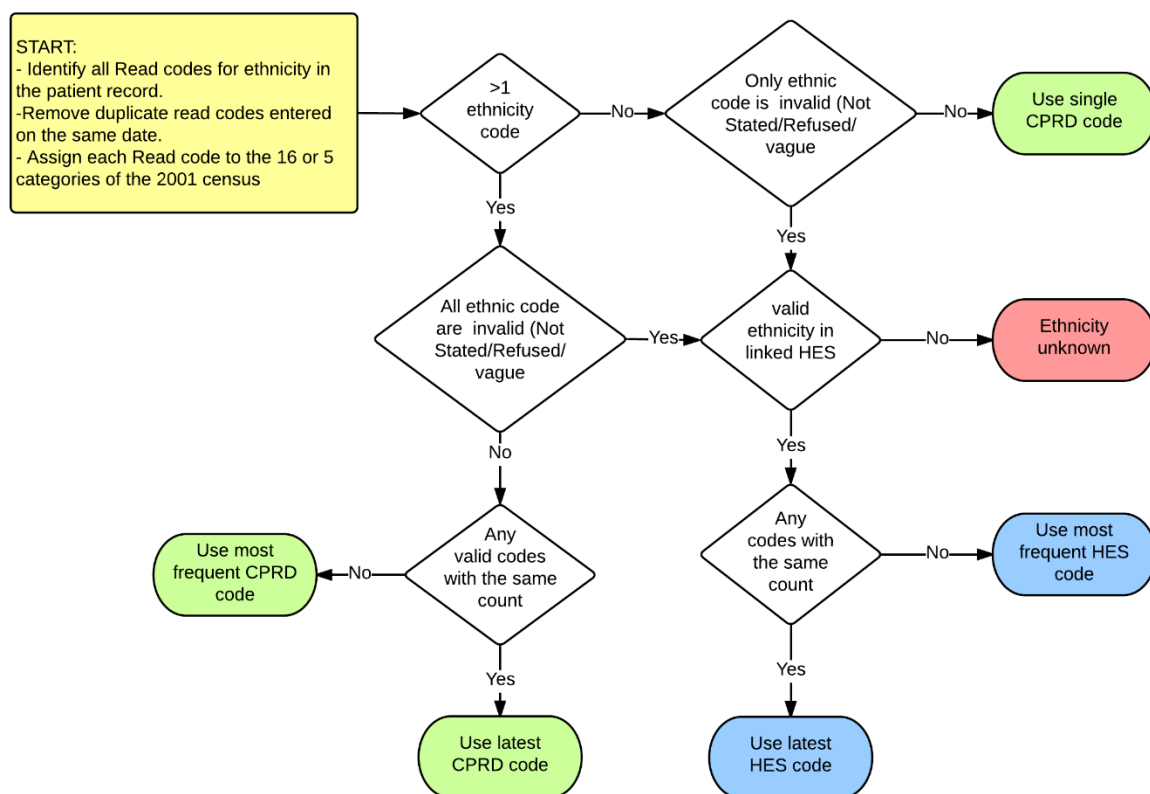 START:
- Identify all Read codes for ethnicity in
the patient record.
-Remove duplicate read codes entered
on the same date.
- Assign each Read code to the 16 or 5
categories of the 2001 census
>1
ethnicity
code
No
Only ethnic
code is invalid (Not
Stated/Refused/
vague
No
Use single
CPRD code
Yes
Yes
All ethnic code
are invalid (Not
Stated/Refused/
vague
Yes
valid
ethnicity in
linked HES
No
Ethnicity
unknown
No
Yes
Use most
frequent CPRD
code
No
Any
valid codes
with the same
count
Any
codes with
the same
count
No
Use most
frequent HES
code
Yes
Yes
Use latest
CPRD code
Use latest
HES code